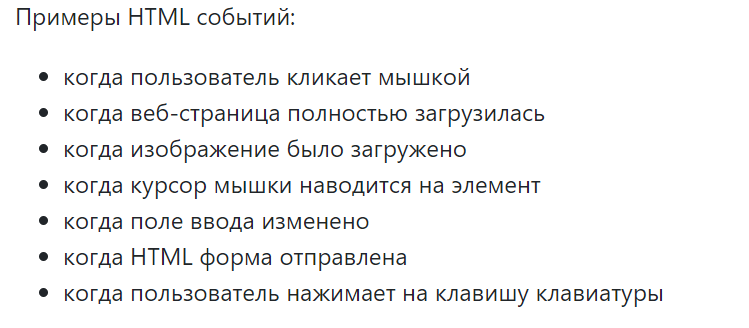 Примеры HTML событий:
• когда пользователь кликает мышкой
• когда веб-страница полностью загрузилась
• когда изображение было загружено
• когда курсор мышки наводится на элемент
• когда поле ввода изменено
• когда HTML форма отправлена
• когда пользователь нажимает на клавишу клавиатуры